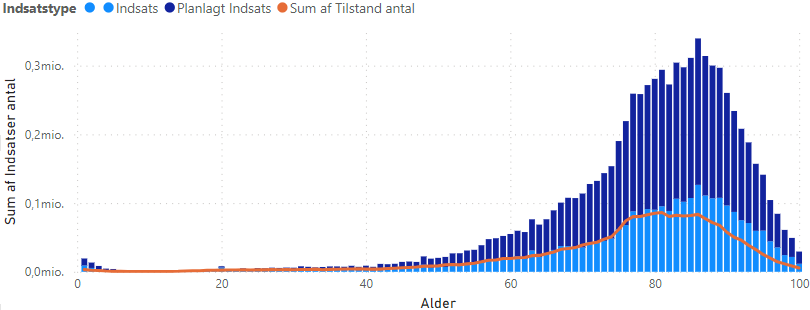 Indsatstype Indsats Planlagt Indsats Sum af Tilstand antal
0,3mio.
0,2mio.
0,1mio.
0,0mio.
Sum af Indsatser antal
0 20 40 60 80 100
Alder